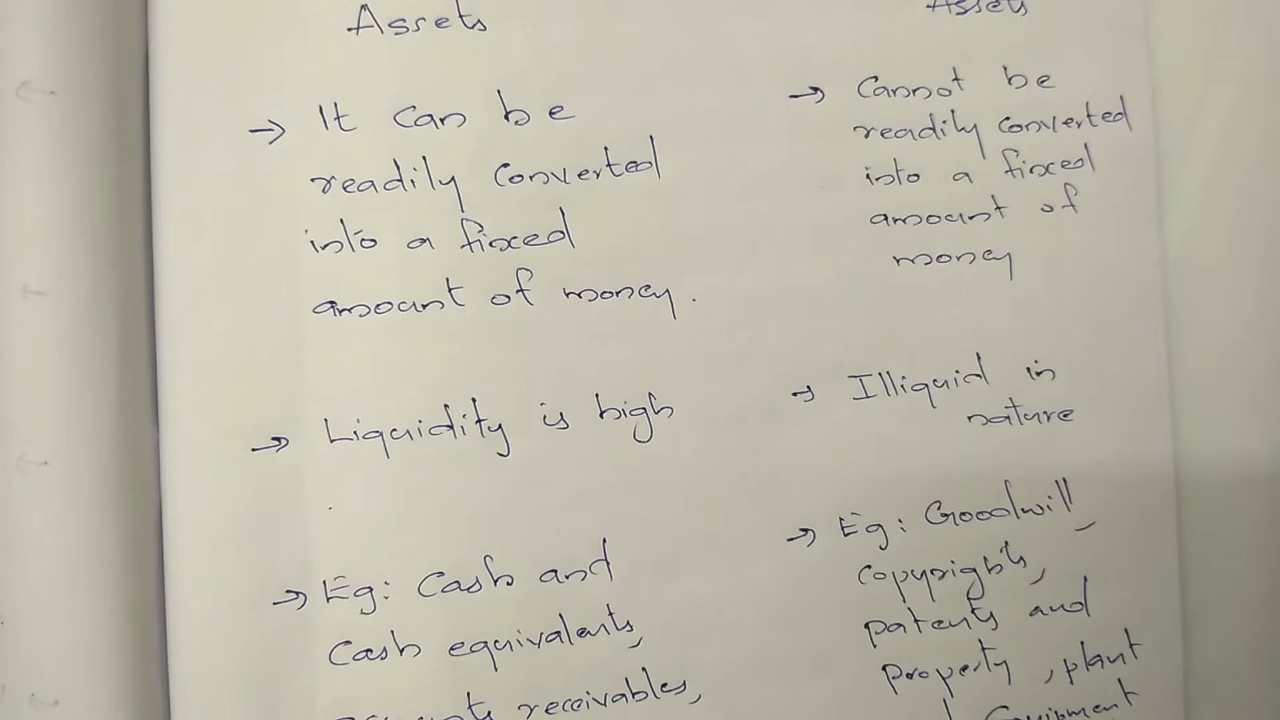 Assets
→ It can be
readily converted
into a fixed
amount of money.
→ Liquidity is high
→ Eg: Cash and
Cash equivalents,
receivables,
Assets
→ Cannot be
readily converted
into a fixed
amount of
money
→ Illiquid in
nature
→ Eg: Goodwill,
copyrights,
patents and
property, plant
Equipment